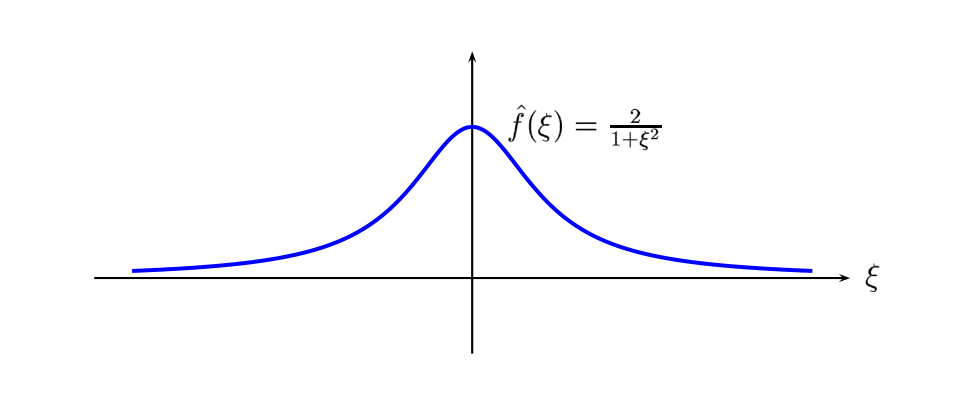 f̂(ξ) = 2/(1+ξ²)
ξ